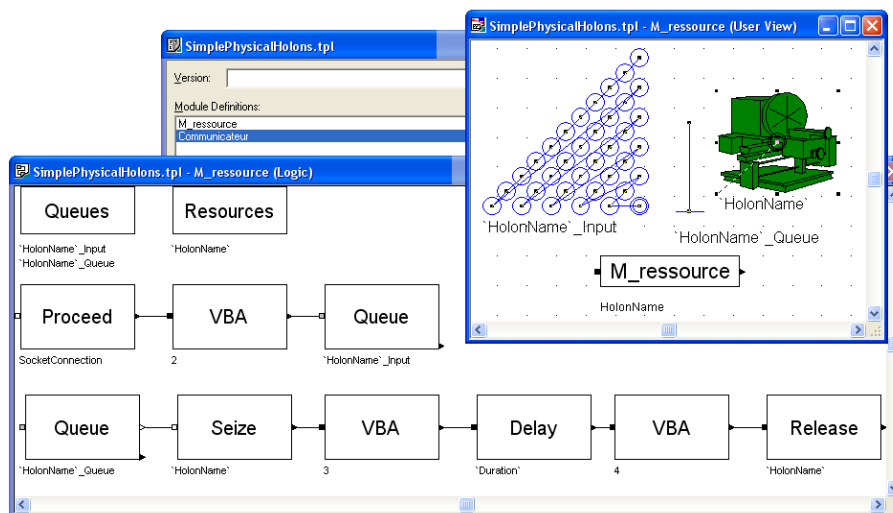 SimplePhysicalHolons.tpl
Version:
Module Definitions:
M_ressource
Communicateur
SimplePhysicalHolons.tpl - M_ressource (User View)
`HolonName`_Input
`HolonName`
`HolonName`_Queue
M_ressource
HolonName
SimplePhysicalHolons.tpl - M_ressource (Logic)
Queues
Resources
`HolonName`_Input
`HolonName`
`HolonName`_Queue
Proceed
VBA
Queue
SocketConnection
2
`HolonName`_Input
Queue
Seize
VBA
Delay
VBA
Release
`HolonName`_Queue
`HolonName`
3
`Duration`
4
`HolonName`